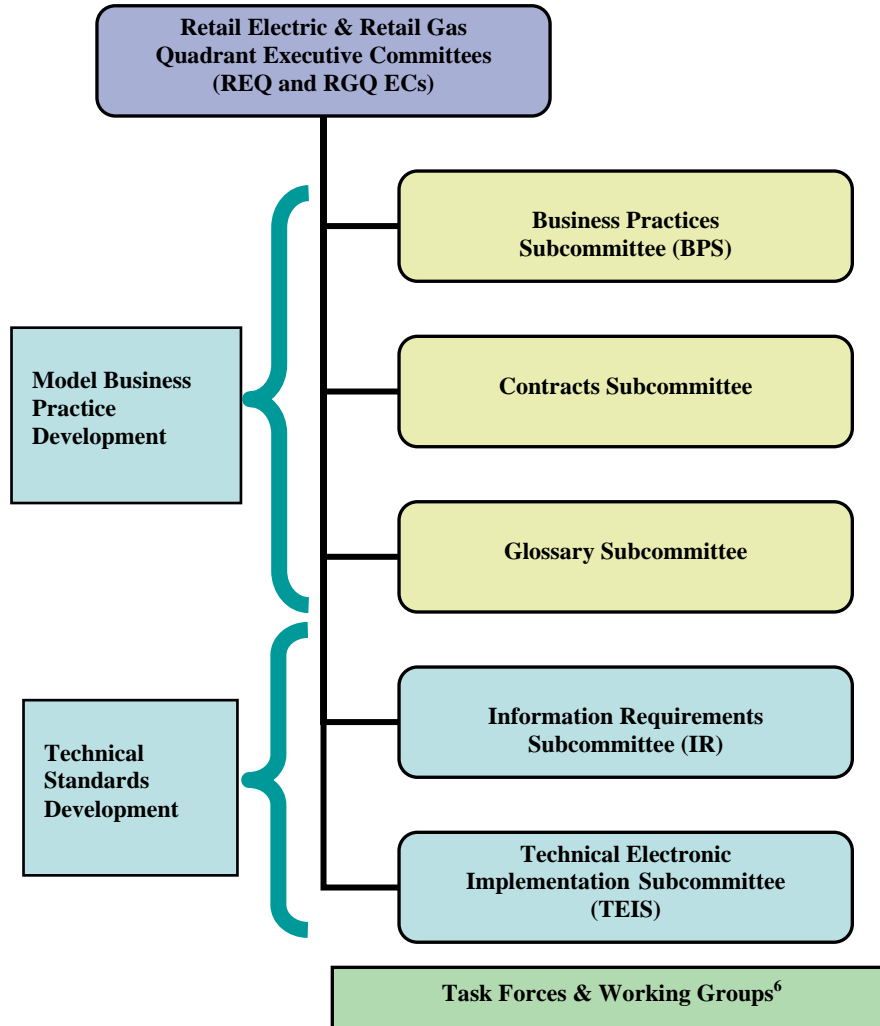 Retail Electric & Retail Gas
Quadrant Executive Committees
(REQ and RGQ ECs)
Business Practices
Subcommittee (BPS)
Model Business
Practice
Development
Contracts Subcommittee
Glossary Subcommittee
Technical
Standards
Development
Information Requirements
Subcommittee (IR)
Technical Electronic
Implementation Subcommittee
(TEIS)
Task Forces & Working Groups⁶